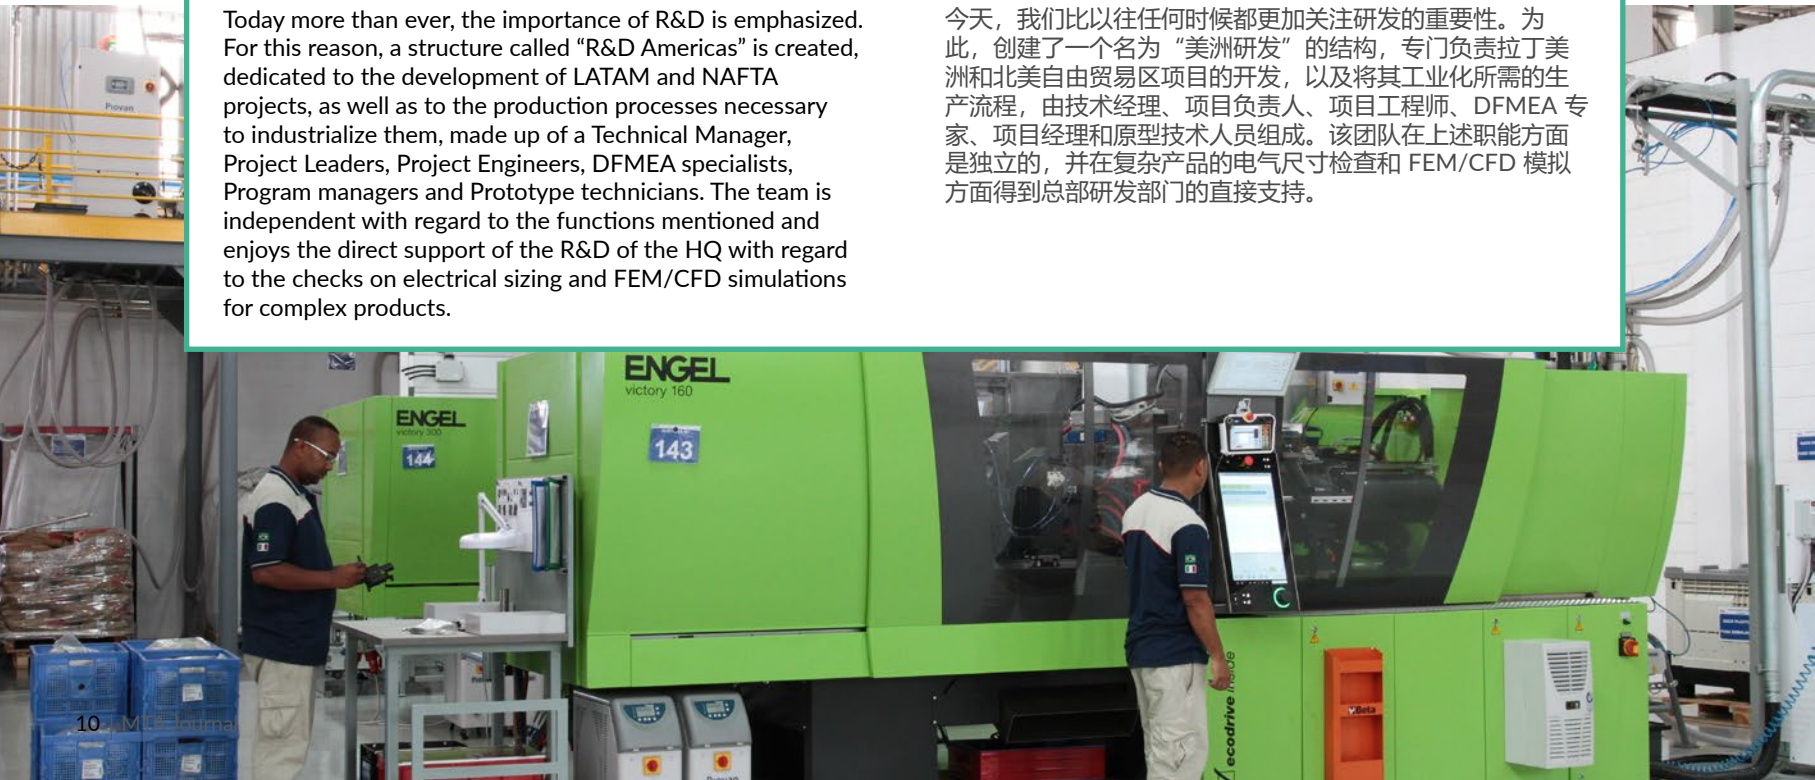 Today more than ever, the importance of R&D is emphasized.
For this reason, a structure called “R&D Americas” is created,
dedicated to the development of LATAM and NAFTA
projects, as well as to the production processes necessary
to industrialize them, made up of a Technical Manager,
Project Leaders, Project Engineers, DFMEA specialists,
Program managers and Prototype technicians. The team is
independent with regard to the functions mentioned and
enjoys the direct support of the R&D of the HQ with regard
to the checks on electrical sizing and FEM/CFD simulations
for complex products.
今天，我们比以往任何时候都更加关注研发的重要性。为
此，创建了一个名为“美洲研发”的结构，专门负责拉丁美
洲和北美自由贸易区项目的开发，以及将其工业化所需的生
产流程，由技术经理、项目负责人、项目工程师、DFMEA 专
家、项目经理和原型技术人员组成。该团队在上述职能方面
是独立的，并在复杂产品的电气尺寸检查和 FEM/CFD 模拟
方面得到总部研发部门的直接支持。
Piovan
ENGEL
victory 160
143
ENGEL
victory 300
144
ecodrive inside
Beta
Piovan
10 MTA Journal